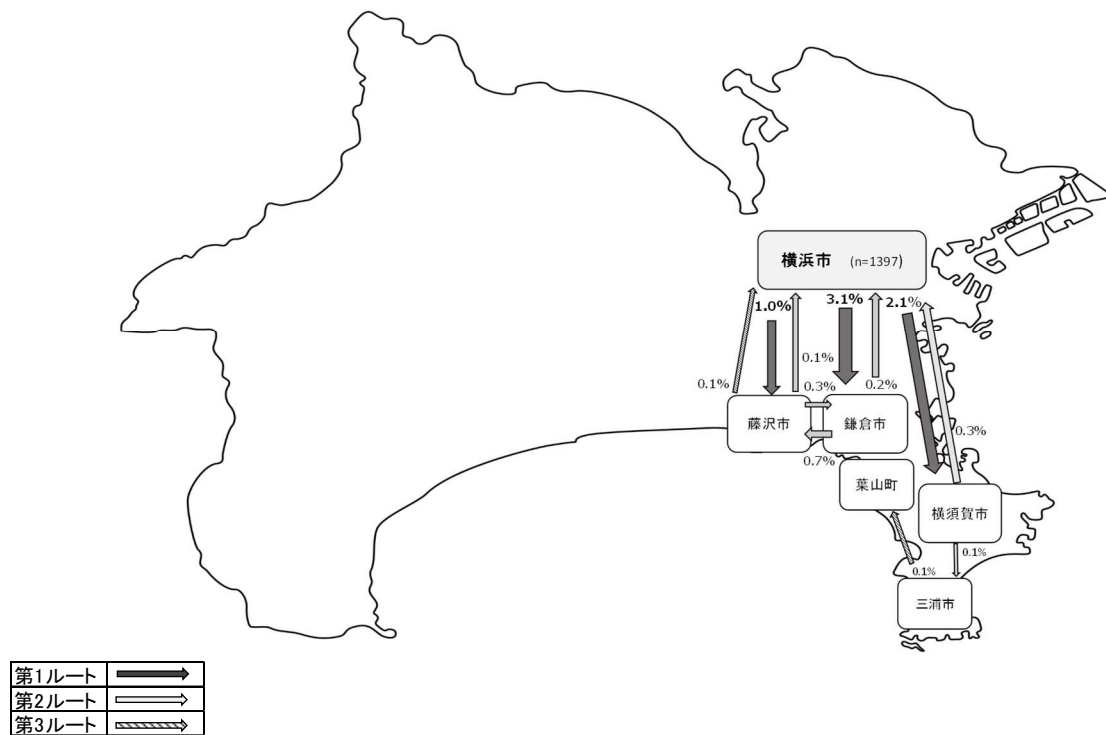 横浜市 (n=1397)
1.0%
3.1%
2.1%
0.1%
0.1%
0.3%
0.2%
藤沢市
鎌倉市
0.7%
0.3%
葉山町
横須賀市
0.1%
0.1%
三浦市
第1ルート
第2ルート
第3ルート